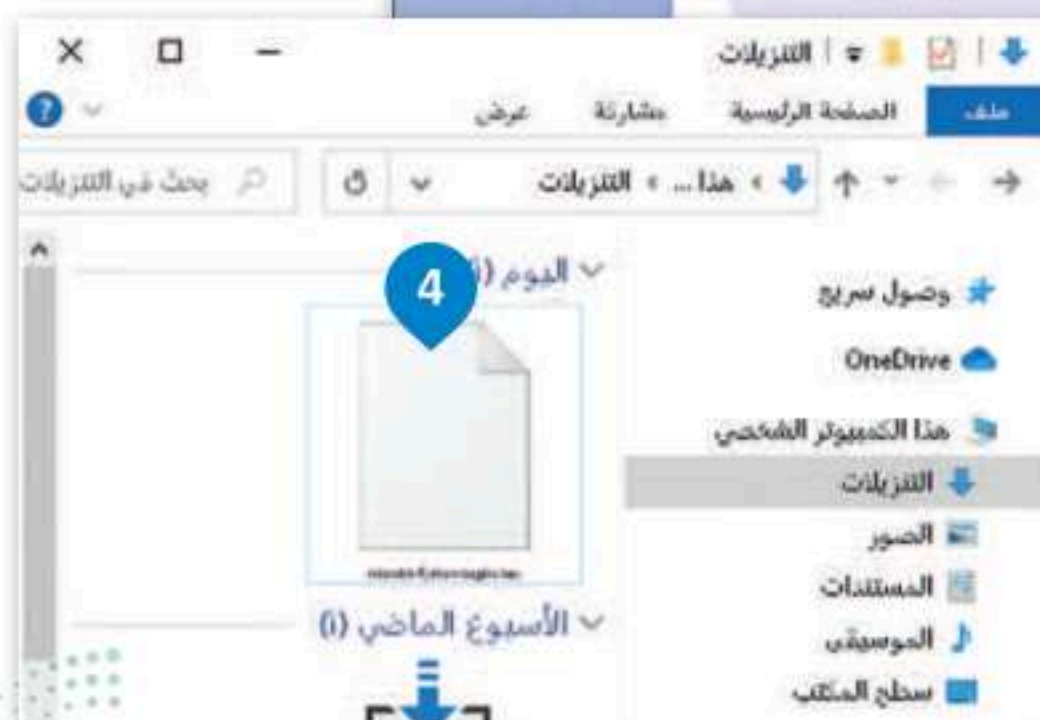 التنزيلات
ملف الصفحة الرئيسية مشاركة عرض
هذا ... » التنزيلات
بحث في التنزيلات
وصول سريع
OneDrive
هذا الكمبيوتر الشخصي
التنزيلات
الصور
المستندات
الموسيقى
سطح المكتب
اليوم (i)
4
الأسبوع الماضي (i)